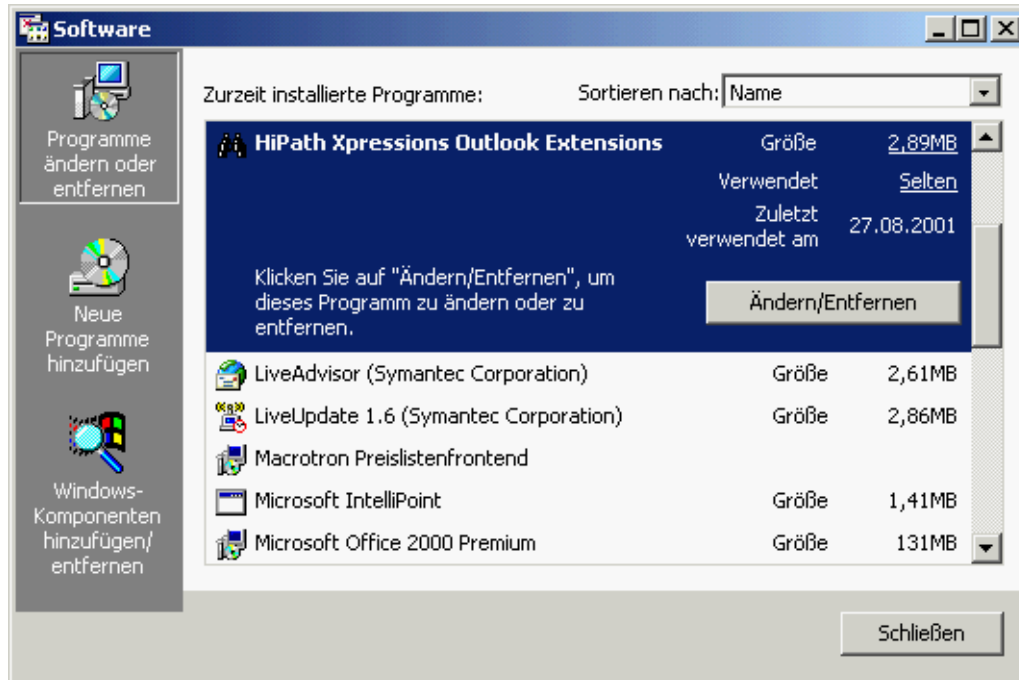 Software
Programme
ändern oder
entfernen
Neue
Programme
hinzufügen
Windows-
Komponenten
hinzufügen/
entfernen
Zurzeit installierte Programme: Sortieren nach: Name
HiPath Xpressions Outlook Extensions Größe 2,89MB
Verwendet Selten
Zuletzt
verwendet am 27.08.2001
Klicken Sie auf "Ändern/Entfernen", um
dieses Programm zu ändern oder zu
entfernen.
Ändern/Entfernen
LiveAdvisor (Symantec Corporation) Größe 2,61MB
LiveUpdate 1.6 (Symantec Corporation) Größe 2,86MB
Macrotron Preislistenfrontend
Microsoft IntelliPoint Größe 1,41MB
Microsoft Office 2000 Premium Größe 131MB
Schließen